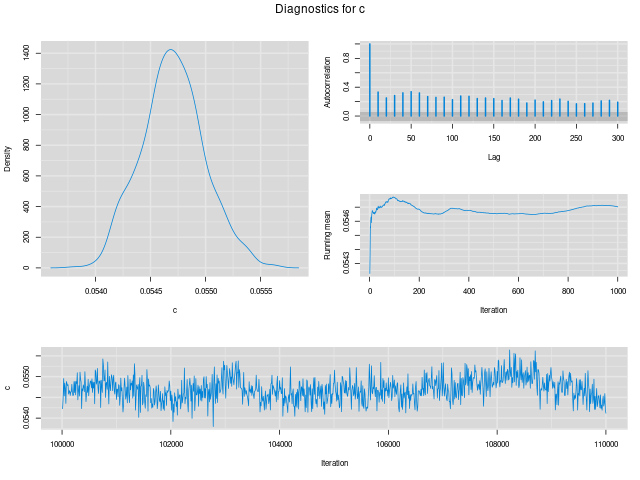 Diagnostics for c
Density
0 200 400 600 800 1000 1200 1400
0.0540 0.0545 0.0550 0.0555
c
Autocorrelation
0.0 0.4 0.8
0 50 100 150 200 250 300
Lag
Running mean
0.0543 0.0546
0 200 400 600 800 1000
Iteration
c
0.0540 0.0550
100000 102000 104000 106000 108000 110000
Iteration